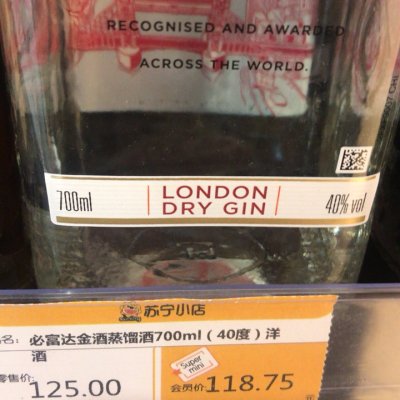 RECOGNISED AND AWARDED
ACROSS THE WORLD.
700ml LONDON DRY GIN 40% vol
苏宁小店
名: 必富达金酒蒸馏酒700ml（40度）洋
酒
零售价: 125.00
Super mini
会员价: 118.75 元